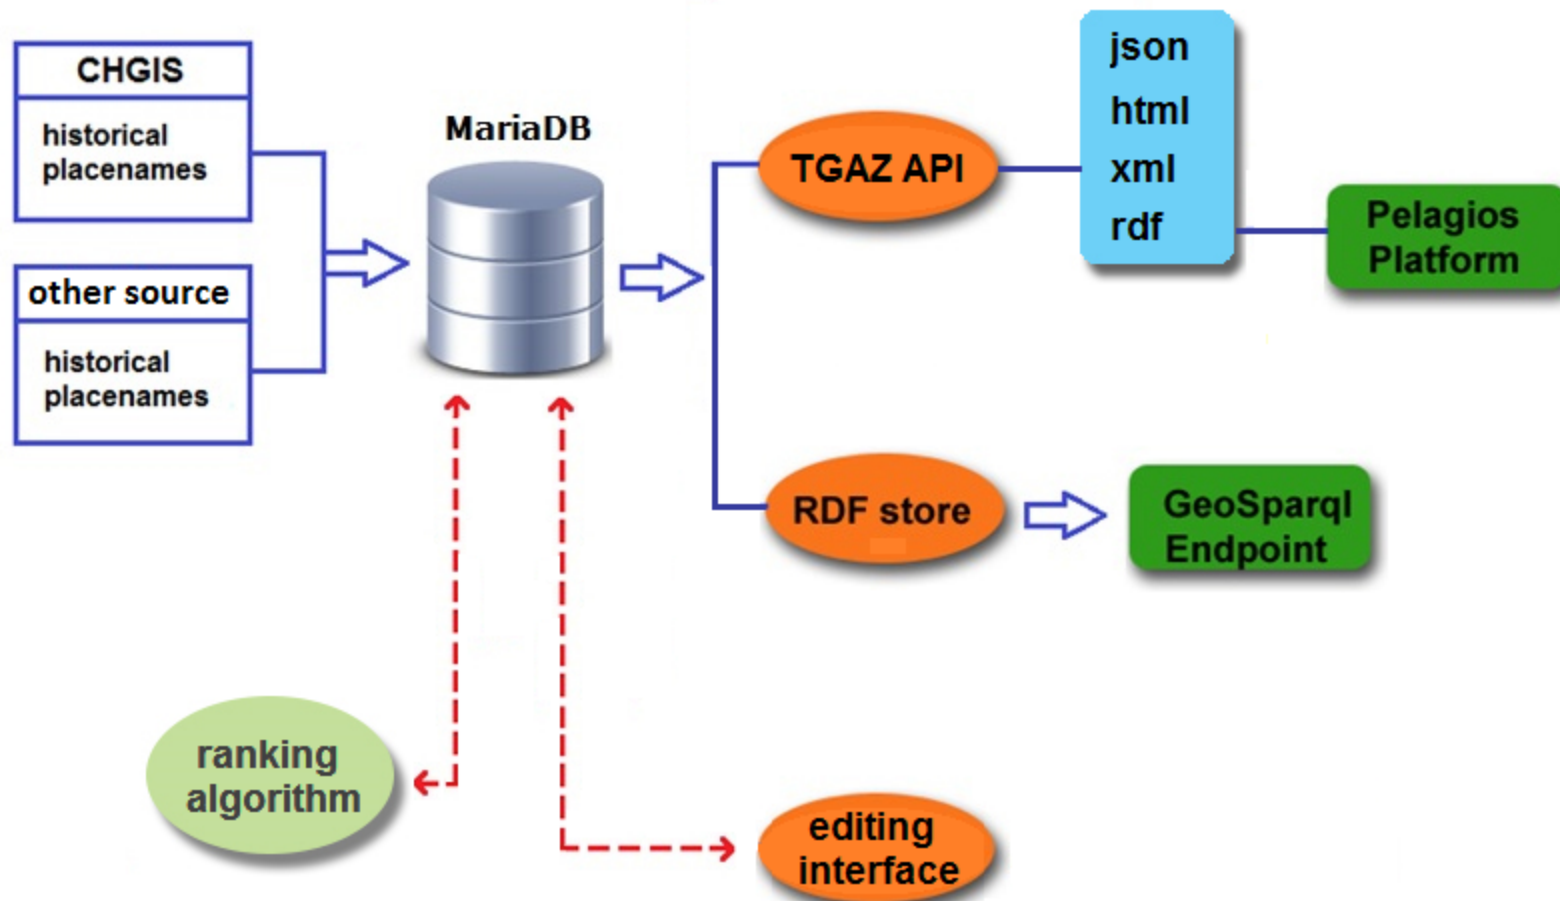 CHGIS
historical
placenames
other source
historical
placenames
MariaDB
TGAZ API
json
html
xml
rdf
Pelagios
Platform
RDF store
GeoSparql
Endpoint
ranking
algorithm
editing
interface